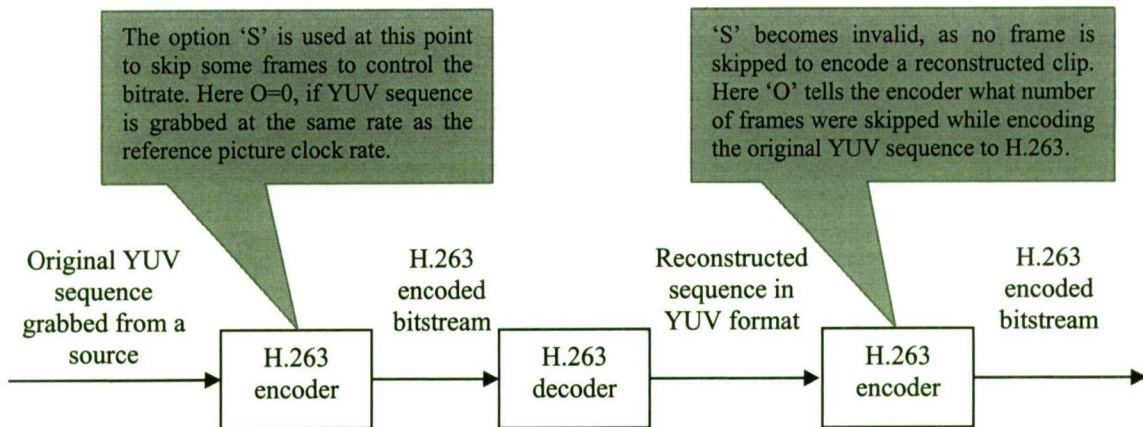 The option ‘S’ is used at this point
to skip some frames to control the
bitrate. Here O=0, if YUV sequence
is grabbed at the same rate as the
reference picture clock rate.
‘S’ becomes invalid, as no frame is
skipped to encode a reconstructed clip.
Here ‘O’ tells the encoder what number
of frames were skipped while encoding
the original YUV sequence to H.263.
Original YUV
sequence
grabbed from a
source
H.263
encoder
H.263
encoded
bitstream
H.263
decoder
Reconstructed
sequence in
YUV format
H.263
encoder
H.263
encoded
bitstream